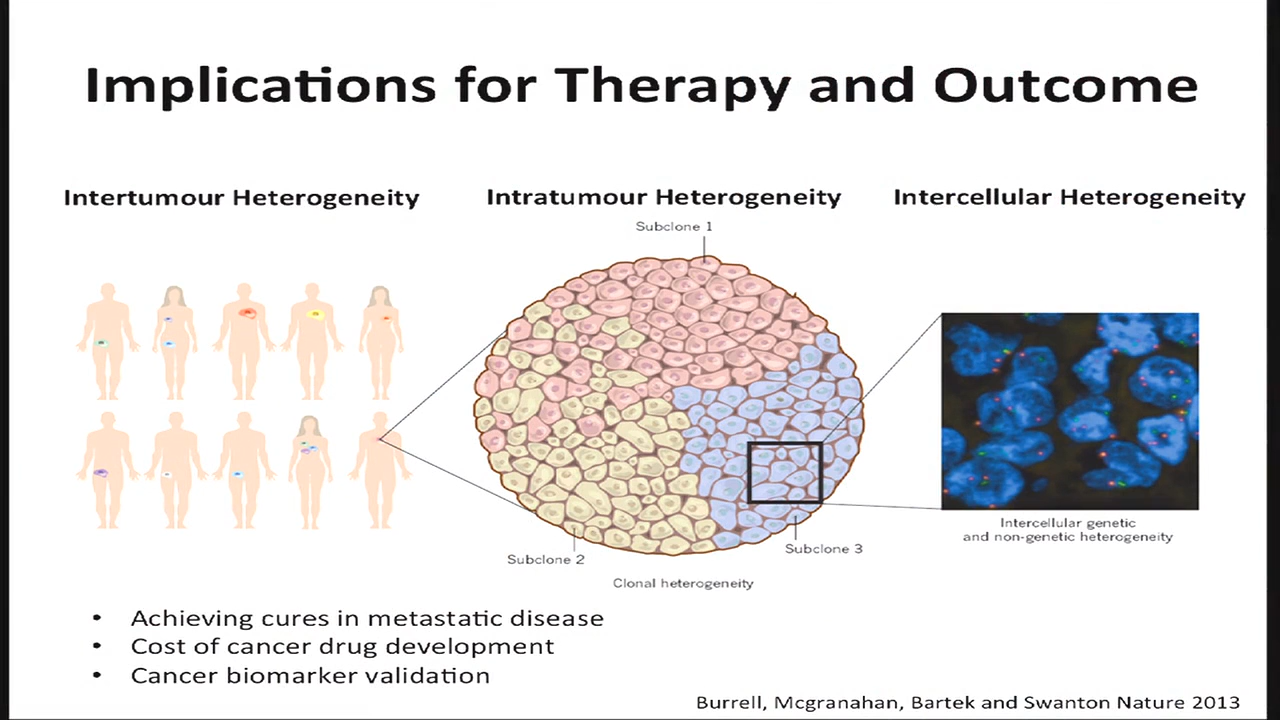 Implications for Therapy and Outcome
Intertumour Heterogeneity
Intratumour Heterogeneity
Intercellular Heterogeneity
Subclone 1
Subclone 2
Subclone 3
Clonal heterogeneity
Intercellular genetic
and non-genetic heterogeneity
• Achieving cures in metastatic disease
• Cost of cancer drug development
• Cancer biomarker validation
Burrell, Mcgranahan, Bartek and Swanton Nature 2013